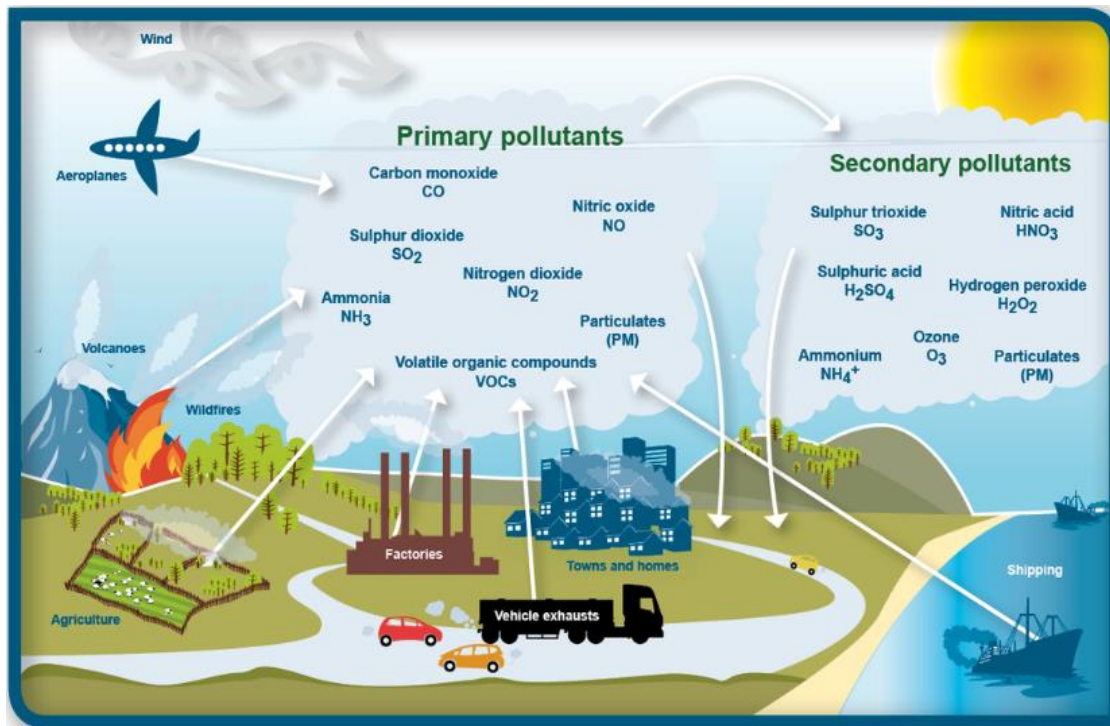 Wind
Aeroplanes
Primary pollutants
Carbon monoxide
CO
Nitric oxide
NO
Sulphur dioxide
SO₂
Nitrogen dioxide
NO₂
Ammonia
NH₃
Particulates
(PM)
Volatile organic compounds
VOCs
Secondary pollutants
Sulphur trioxide
SO₃
Nitric acid
HNO₃
Sulphuric acid
H₂SO₄
Hydrogen peroxide
H₂O₂
Ozone
O₃
Ammonium
NH₄⁺
Particulates
(PM)
Volcanoes
Wildfires
Agriculture
Factories
Towns and homes
Vehicle exhausts
Shipping